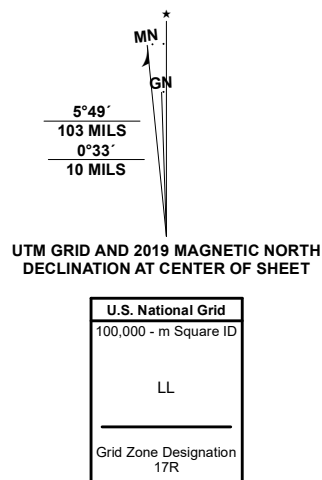 ★
MN
GN
5°49´
103 MILS
0°33´
10 MILS
UTM GRID AND 2019 MAGNETIC NORTH
DECLINATION AT CENTER OF SHEET
U.S. National Grid
100,000 - m Square ID
LL
Grid Zone Designation
17R